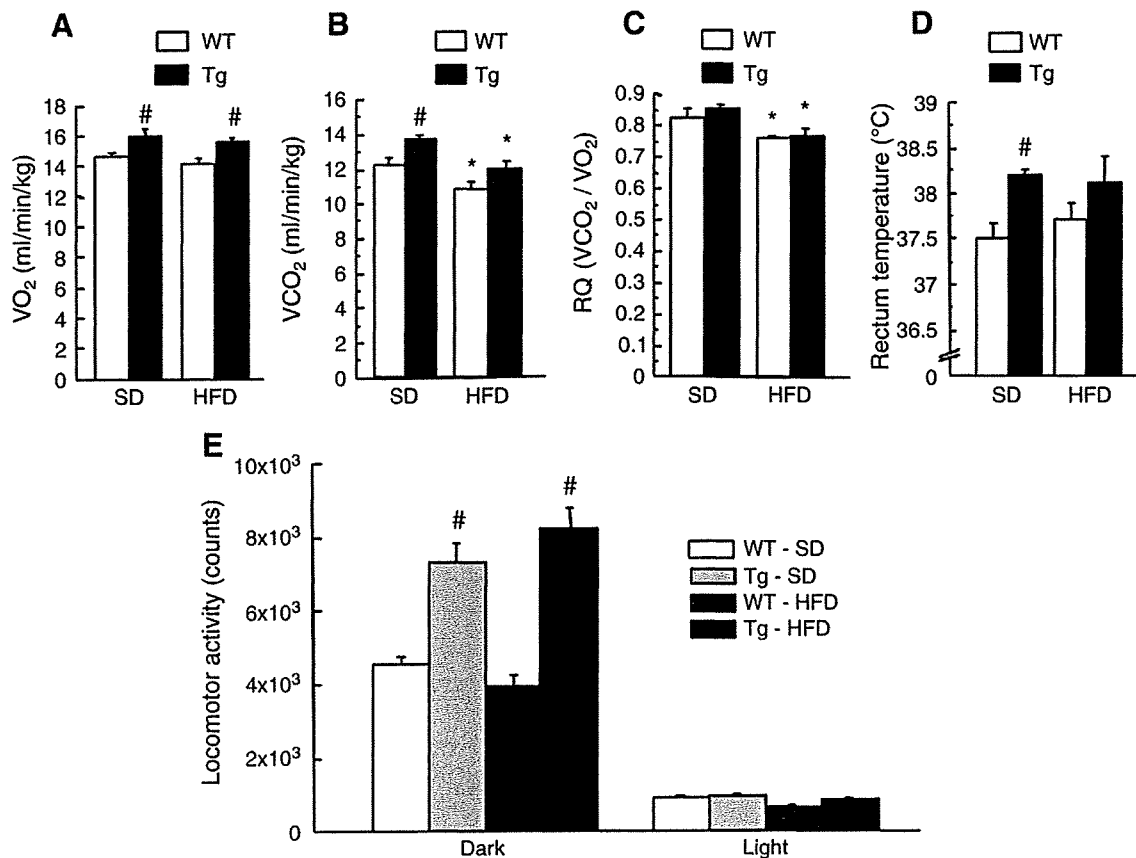 A
WT
Tg
VO₂ (ml/min/kg)
18
16
14
12
10
8
6
4
2
0
#
#
SD
HFD
B
WT
Tg
VCO₂ (ml/min/kg)
16
14
12
10
8
6
4
2
0
#
*
*
SD
HFD
C
WT
Tg
RQ (VCO₂ / VO₂)
0.9
0.8
0.7
0.6
0.5
0.4
0.3
0.2
0.1
0
*
*
SD
HFD
D
WT
Tg
Rectum temperature (°C)
39
38.5
38
37.5
37
36.5
0
#
SD
HFD
E
Locomotor activity (counts)
10x10³
8x10³
6x10³
4x10³
2x10³
0
#
#
WT - SD
Tg - SD
WT - HFD
Tg - HFD
Dark
Light